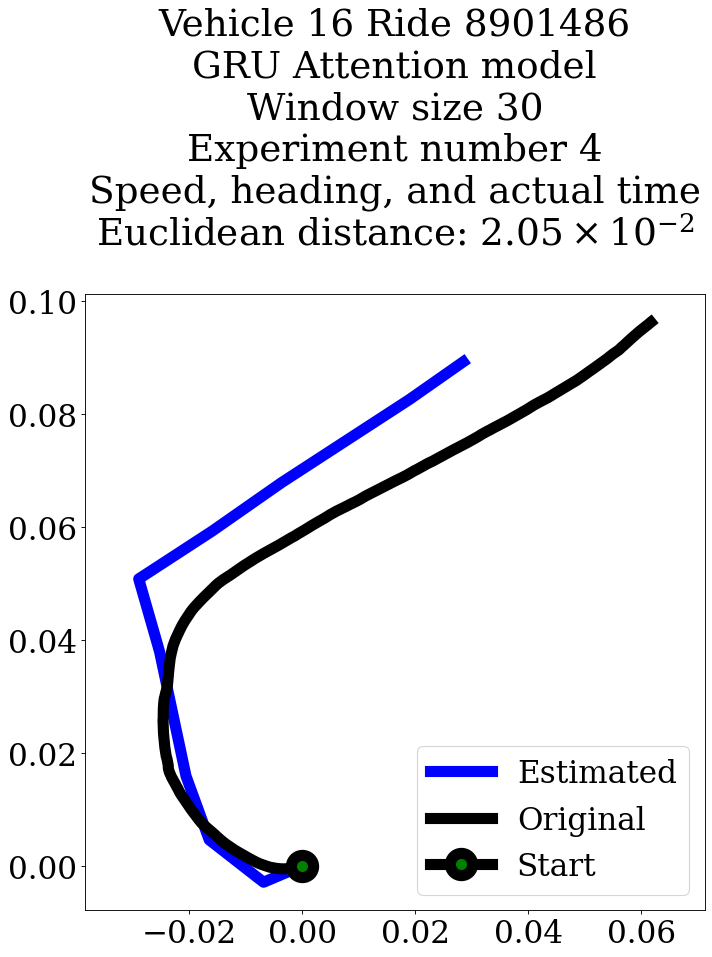 Vehicle 16 Ride 8901486
GRU Attention model
Window size 30
Experiment number 4
Speed, heading, and actual time
Euclidean distance: 2.05 × 10⁻²
0.10
0.08
0.06
0.04
0.02
0.00
Estimated
Original
Start
−0.02 0.00 0.02 0.04 0.06